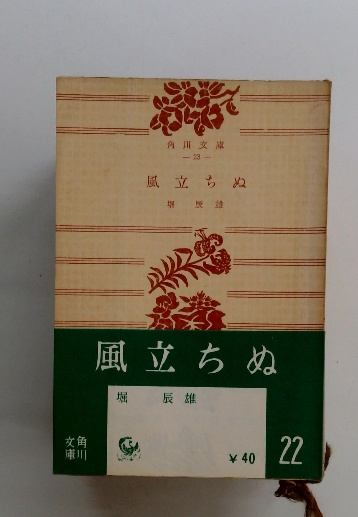 角川文庫
— 23 —
風立ちぬ
堀辰雄
風立ちぬ
堀辰雄
角川文庫
¥40
22